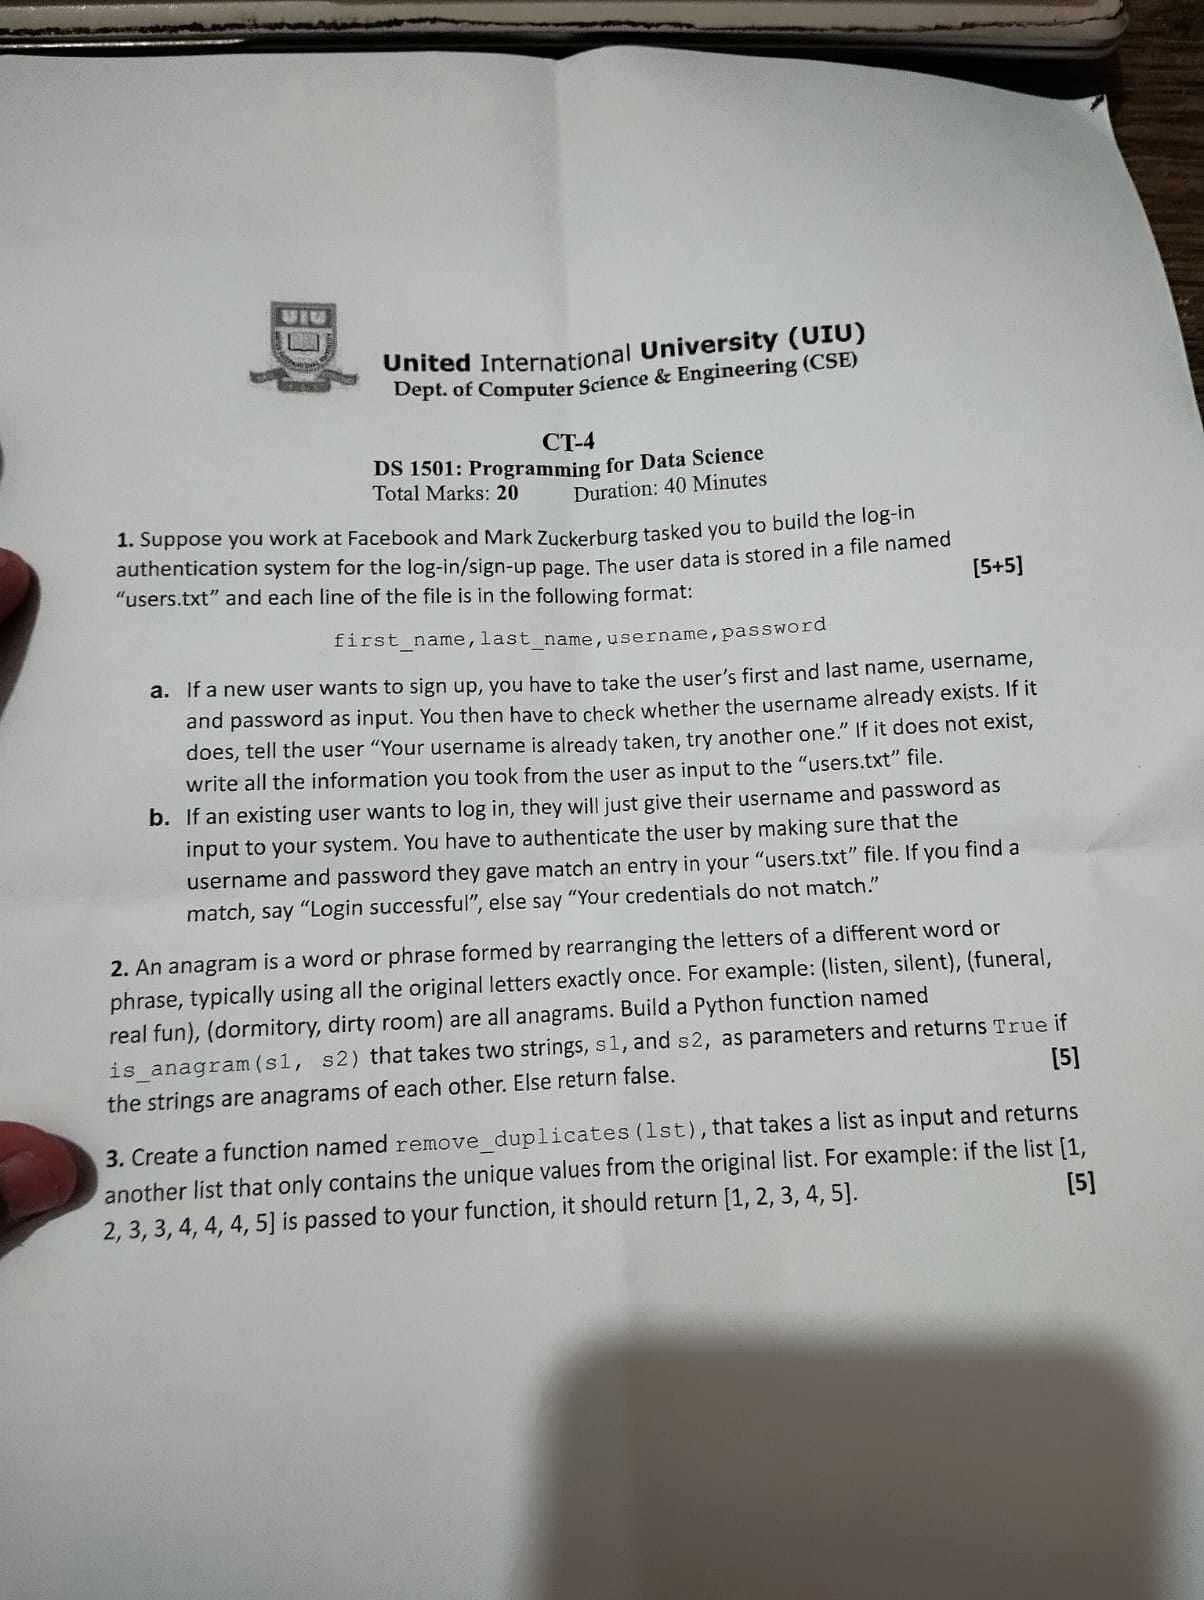 UIU
United International University (UIU)
Dept. of Computer Science & Engineering (CSE)
CT-4
DS 1501: Programming for Data Science
Total Marks: 20 Duration: 40 Minutes
1. Suppose you work at Facebook and Mark Zuckerburg tasked you to build the log-in
authentication system for the log-in/sign-up page. The user data is stored in a file named
“users.txt” and each line of the file is in the following format: [5+5]
first_name,last_name,username,password
a. If a new user wants to sign up, you have to take the user’s first and last name, username,
and password as input. You then have to check whether the username already exists. If it
does, tell the user “Your username is already taken, try another one.” If it does not exist,
write all the information you took from the user as input to the “users.txt” file.
b. If an existing user wants to log in, they will just give their username and password as
input to your system. You have to authenticate the user by making sure that the
username and password they gave match an entry in your “users.txt” file. If you find a
match, say “Login successful”, else say “Your credentials do not match.”
2. An anagram is a word or phrase formed by rearranging the letters of a different word or
phrase, typically using all the original letters exactly once. For example: (listen, silent), (funeral,
real fun), (dormitory, dirty room) are all anagrams. Build a Python function named
is_anagram(s1, s2) that takes two strings, s1, and s2, as parameters and returns True if
the strings are anagrams of each other. Else return false. [5]
3. Create a function named remove_duplicates(lst), that takes a list as input and returns
another list that only contains the unique values from the original list. For example: if the list [1,
2, 3, 3, 4, 4, 4, 5] is passed to your function, it should return [1, 2, 3, 4, 5]. [5]